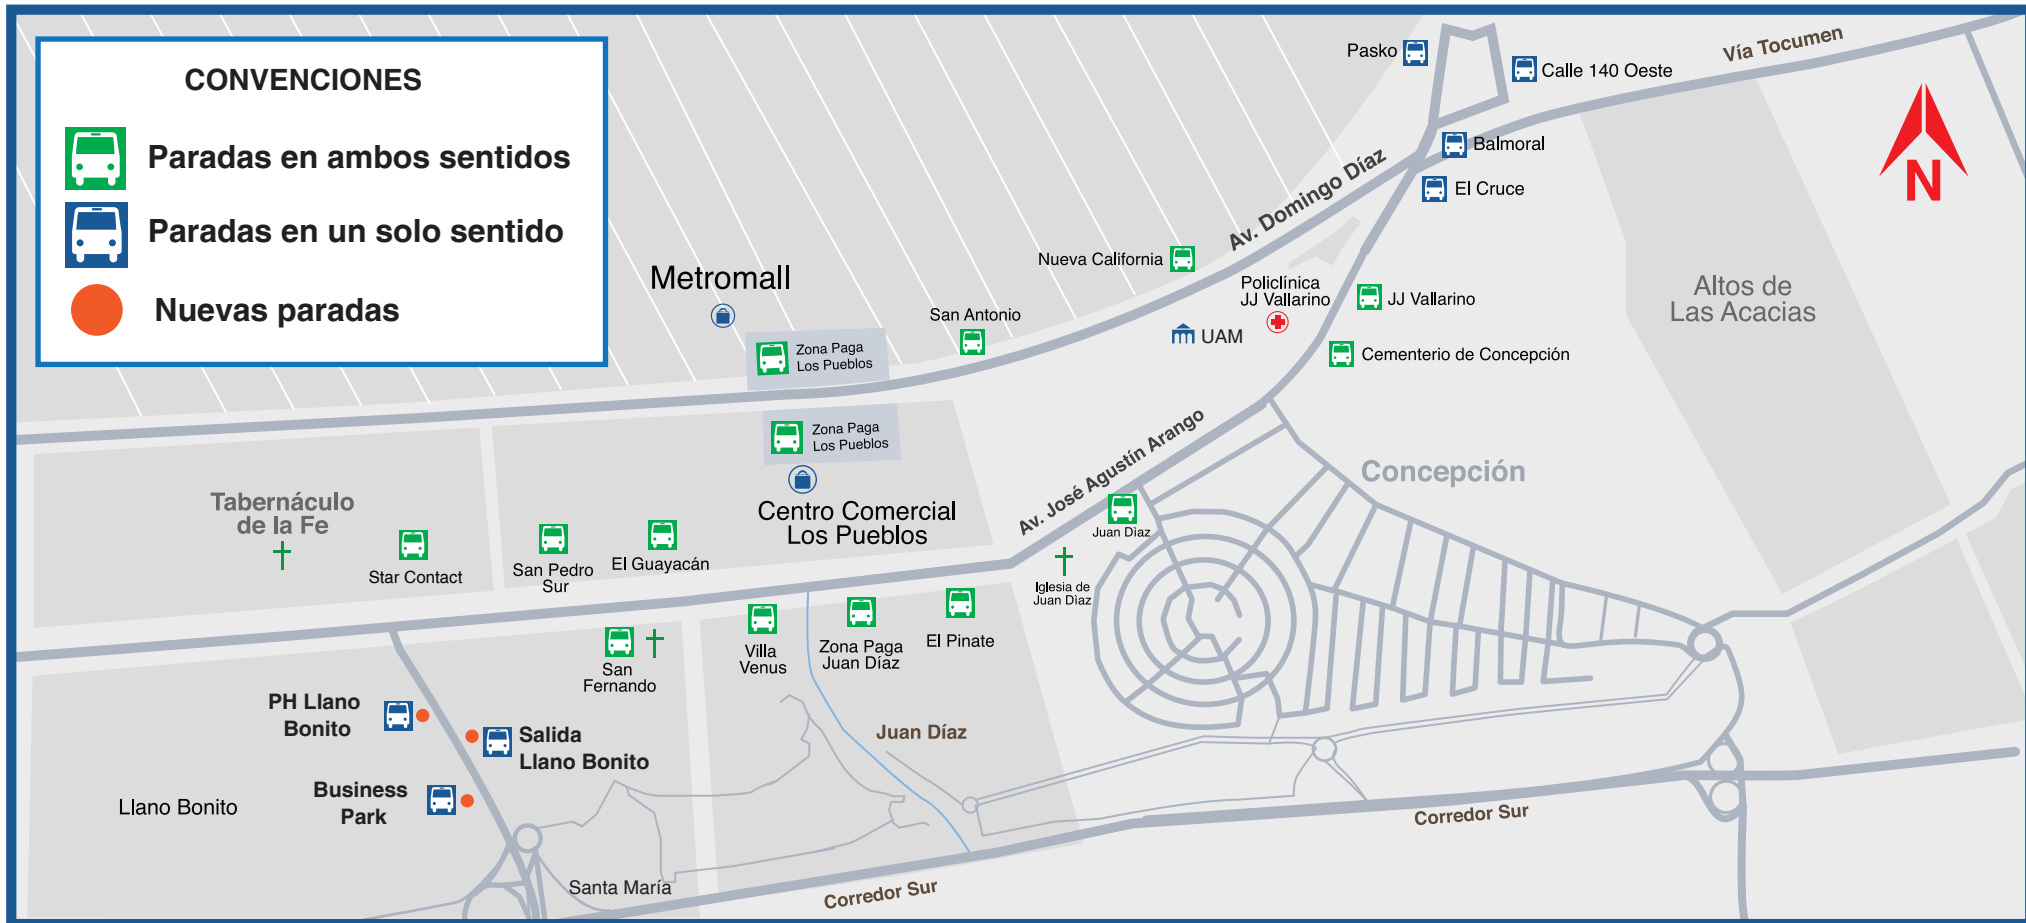 CONVENCIONES
Paradas en ambos sentidos
Paradas en un solo sentido
Nuevas paradas
Pasko
Calle 140 Oeste
Vía Tocumen
Balmoral
El Cruce
N
Av. Domingo Díaz
Nueva California
Metromall
Policlínica
JJ Vallarino
JJ Vallarino
Altos de
Las Acacias
San Antonio
UAM
Zona Paga
Los Pueblos
Cementerio de Concepción
Zona Paga
Los Pueblos
Av. José Agustín Arango
Concepción
Tabernáculo
de la Fe
Centro Comercial
Los Pueblos
Juan Dìaz
Star Contact
San Pedro
Sur
El Guayacán
Iglesia de
Juan Dìaz
San
Fernando
Villa
Venus
Zona Paga
Juan Díaz
El Pinate
PH Llano
Bonito
Salida
Llano Bonito
Juan Díaz
Business
Park
Llano Bonito
Corredor Sur
Santa María
Corredor Sur